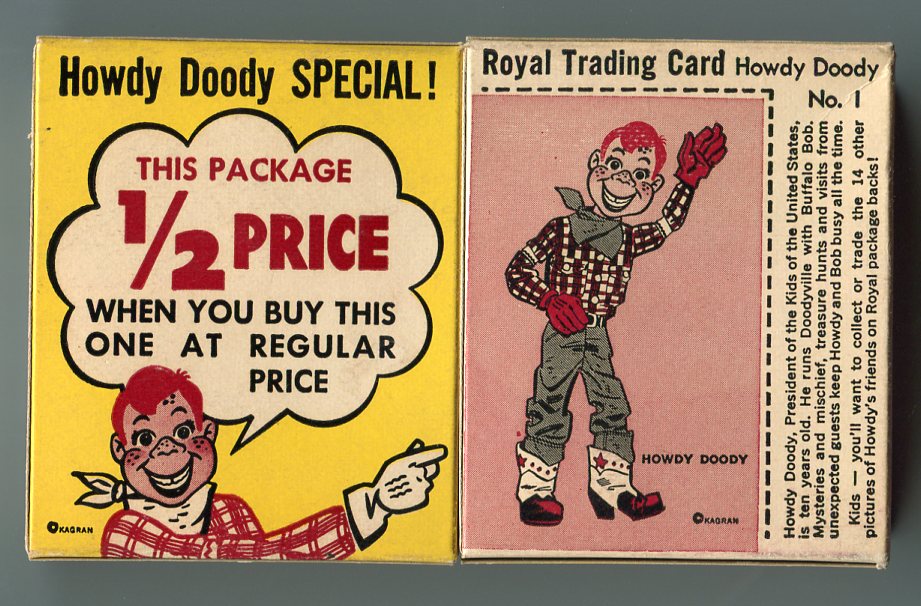 Howdy Doody SPECIAL!
THIS PACKAGE
1/2 PRICE
WHEN YOU BUY THIS
ONE AT REGULAR
PRICE
©KAGRAN
Royal Trading Card Howdy Doody
No. 1
HOWDY DOODY
©KAGRAN
Howdy Doody, President of the Kids of the United States,
is ten years old. He runs Doodyville with Buffalo Bob.
Mysteries and mischief, treasure hunts and visits from
unexpected guests keep Howdy and Bob busy all the time.
Kids — you'll want to collect or trade the 14 other
pictures of Howdy's friends on Royal package backs!